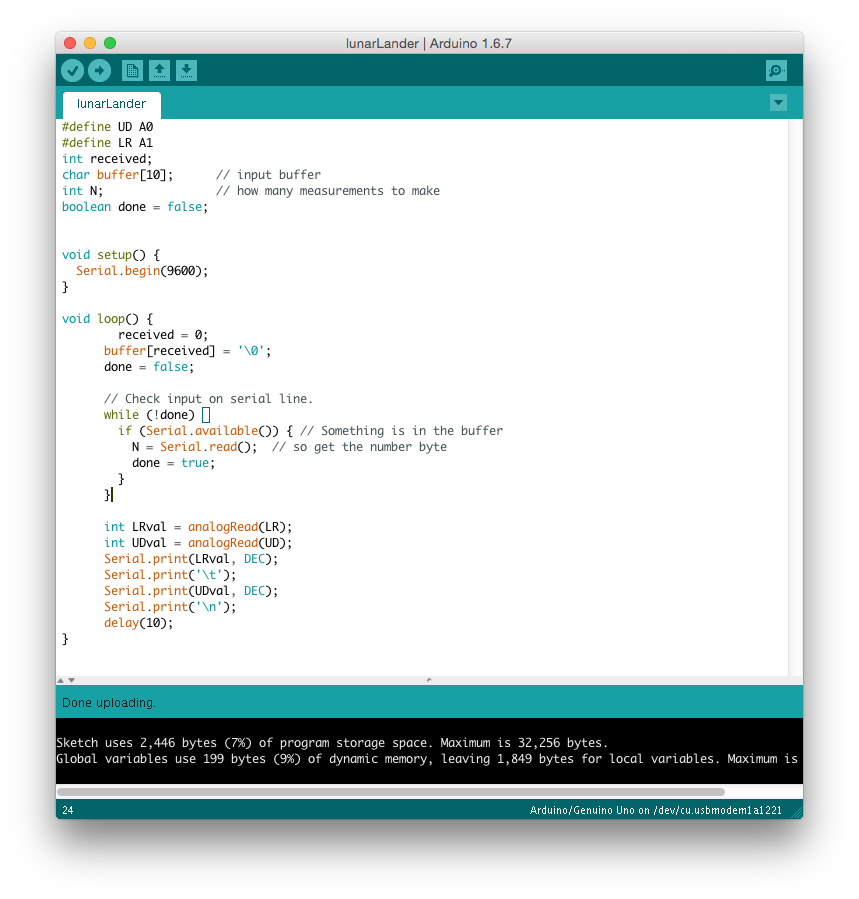 lunarLander | Arduino 1.6.7
lunarLander
#define UD A0
#define LR A1
int received;
char buffer[10];      // input buffer
int N;                // how many measurements to make
boolean done = false;
void setup() {
  Serial.begin(9600);
}
void loop() {
        received = 0;
      buffer[received] = '\0';
      done = false;
      // Check input on serial line.
      while (!done) 
        if (Serial.available()) { // Something is in the buffer
          N = Serial.read();  // so get the number byte
          done = true;
        }
      }
      int LRval = analogRead(LR);
      int UDval = analogRead(UD);
      Serial.print(LRval, DEC);
      Serial.print('\t');
      Serial.print(UDval, DEC);
      Serial.print('\n');
      delay(10);
}
Done uploading.
Sketch uses 2,446 bytes (7%) of program storage space. Maximum is 32,256 bytes.
Global variables use 199 bytes (9%) of dynamic memory, leaving 1,849 bytes for local variables. Maximum is
24
Arduino/Genuino Uno on /dev/cu.usbmodem1a1221